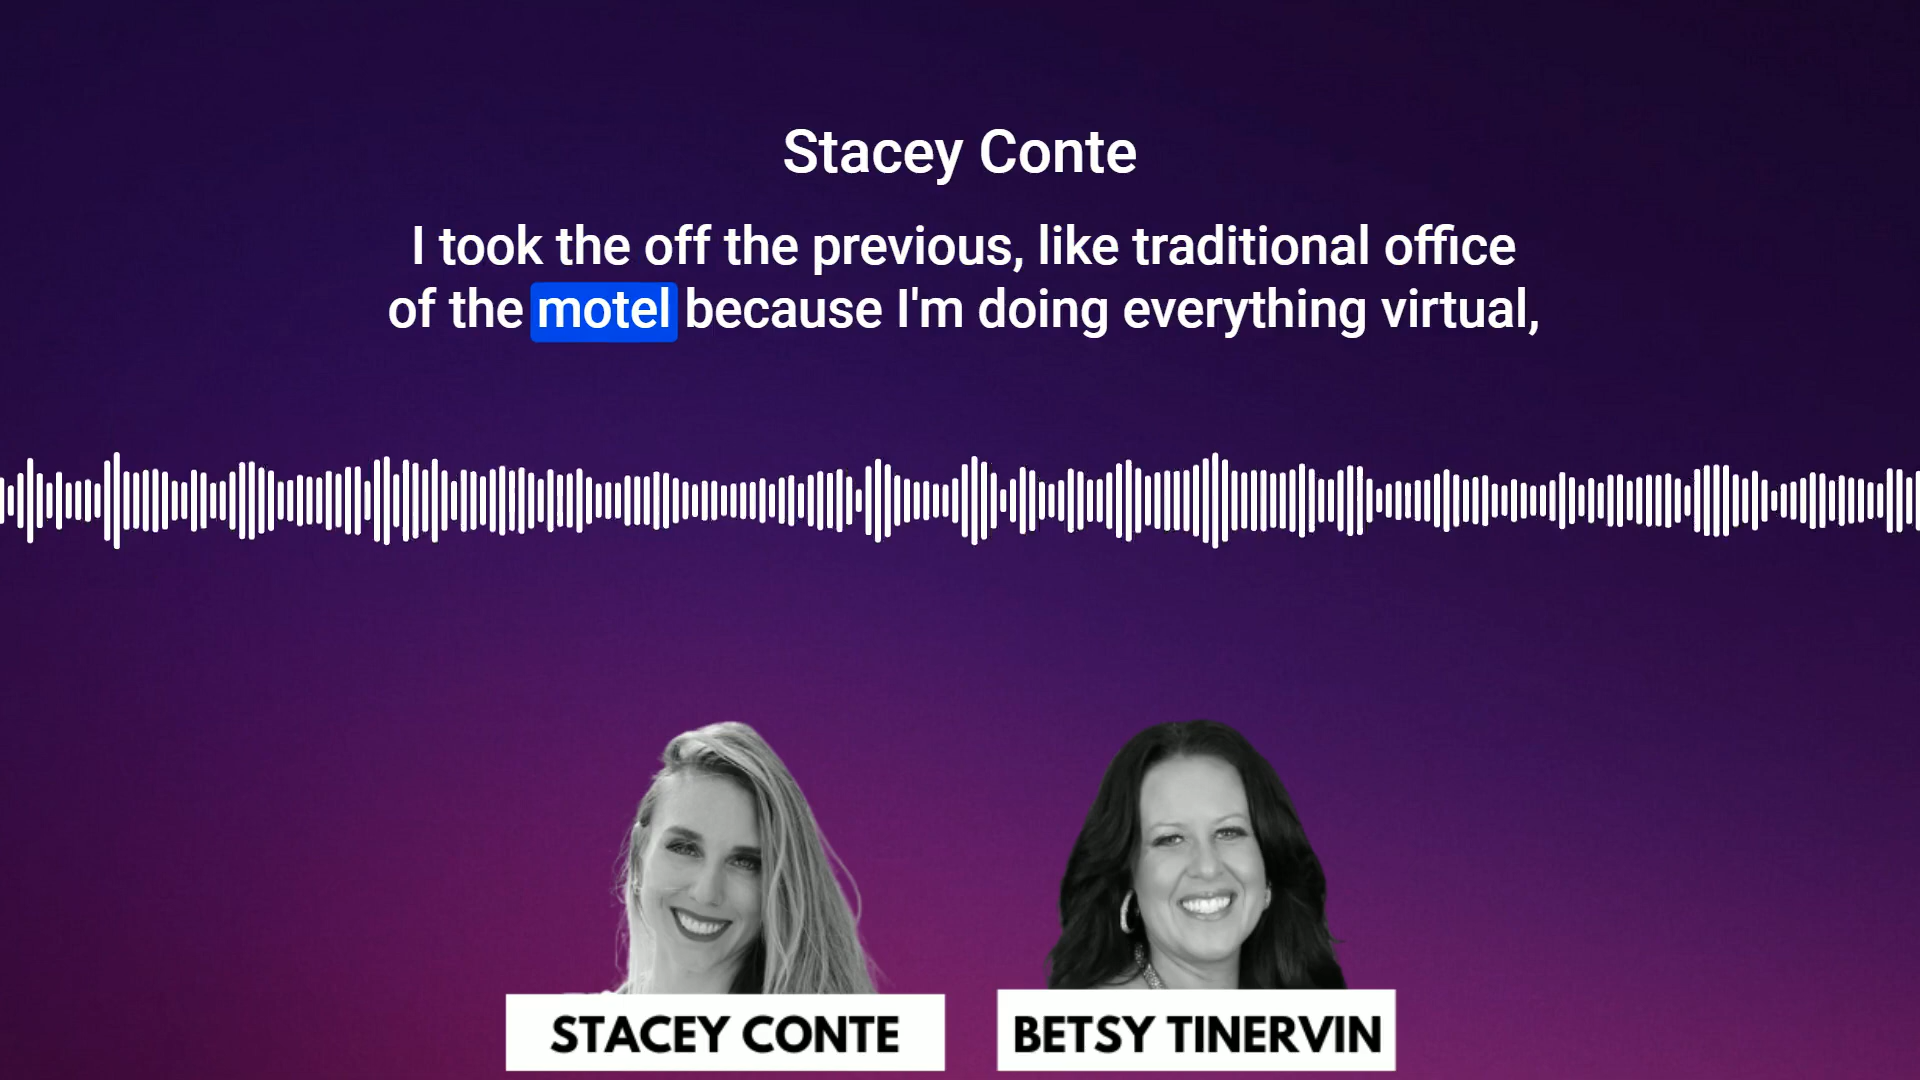 Stacey Conte
I took the off the previous, like traditional office
of the motel because I'm doing everything virtual,
STACEY CONTE
BETSY TINERVIN